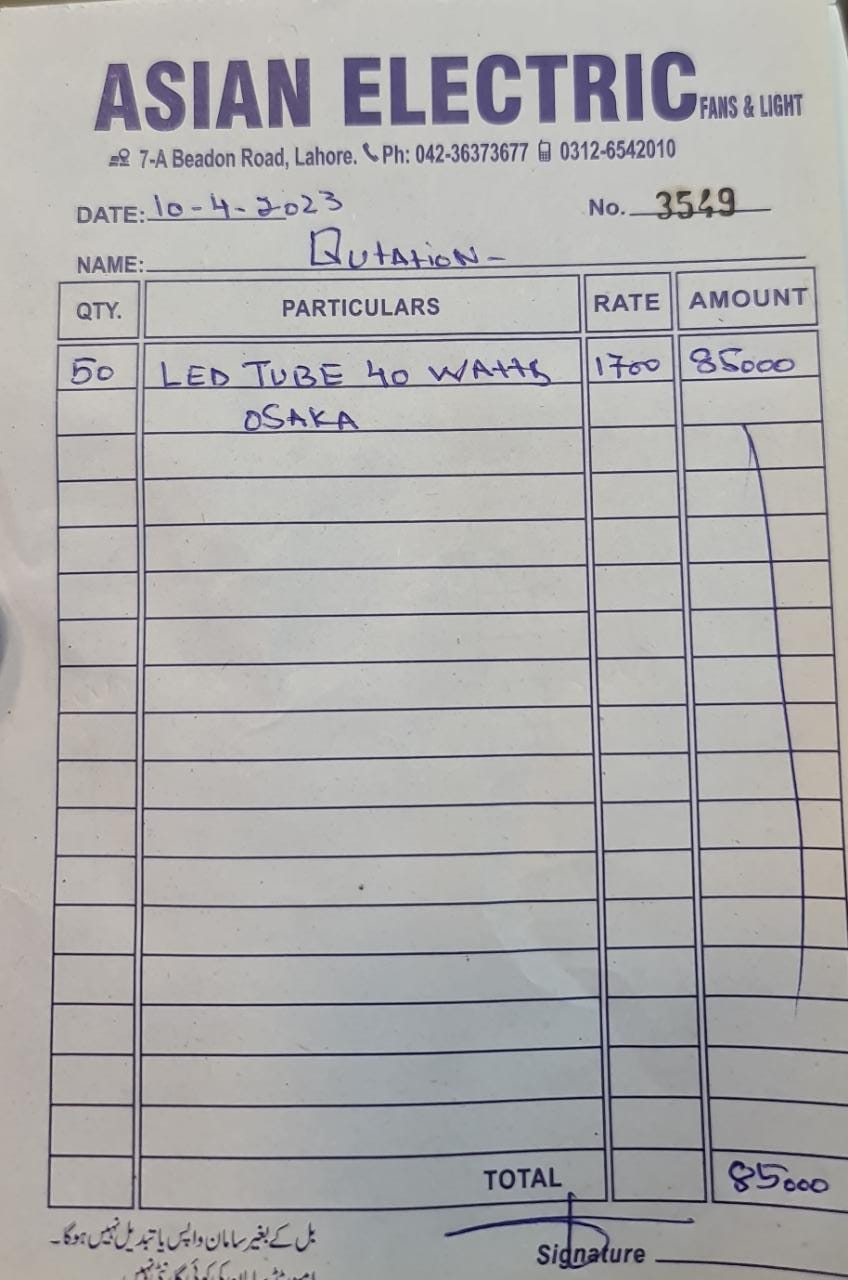 ASIAN ELECTRIC FANS & LIGHT
7-A Beadon Road, Lahore. Ph: 042-36373677 0312-6542010
DATE: 10-4-2023 No. 3549
NAME: QUtAtiON-
QTY. PARTICULARS RATE AMOUNT
50 LED TUBE 40 WAttS 1700 85000
OSAKA
TOTAL 85000
بل کے بغیر سامان واپس یا تبدیل نہیں ہوگا۔
Signature